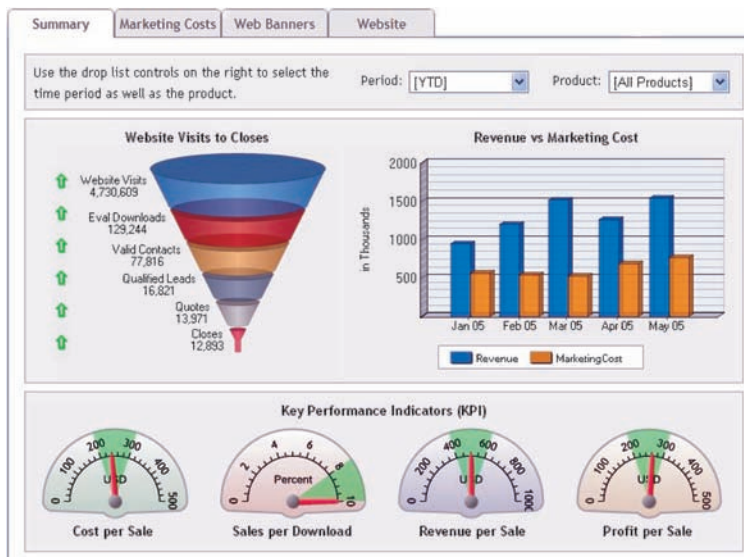 Summary
Marketing Costs
Web Banners
Website
Use the drop list controls on the right to select the
time period as well as the product.
Period: [YTD]
Product: [All Products]
Website Visits to Closes
Website Visits
4,730,609
Eval Downloads
129,244
Valid Contacts
77,816
Qualified Leads
16,821
Quotes
13,971
Closes
12,893
Revenue vs Marketing Cost
in Thousands
2000
1500
1000
500
Jan 05 Feb 05 Mar 05 Apr 05 May 05
Revenue MarketingCost
Key Performance Indicators (KPI)
0 100 200 300 400 500
USD
Cost per Sale
0 2 4 6 8 10
Percent
Sales per Download
0 200 400 600 800 1000
USD
Revenue per Sale
0 100 200 300 400 500
USD
Profit per Sale